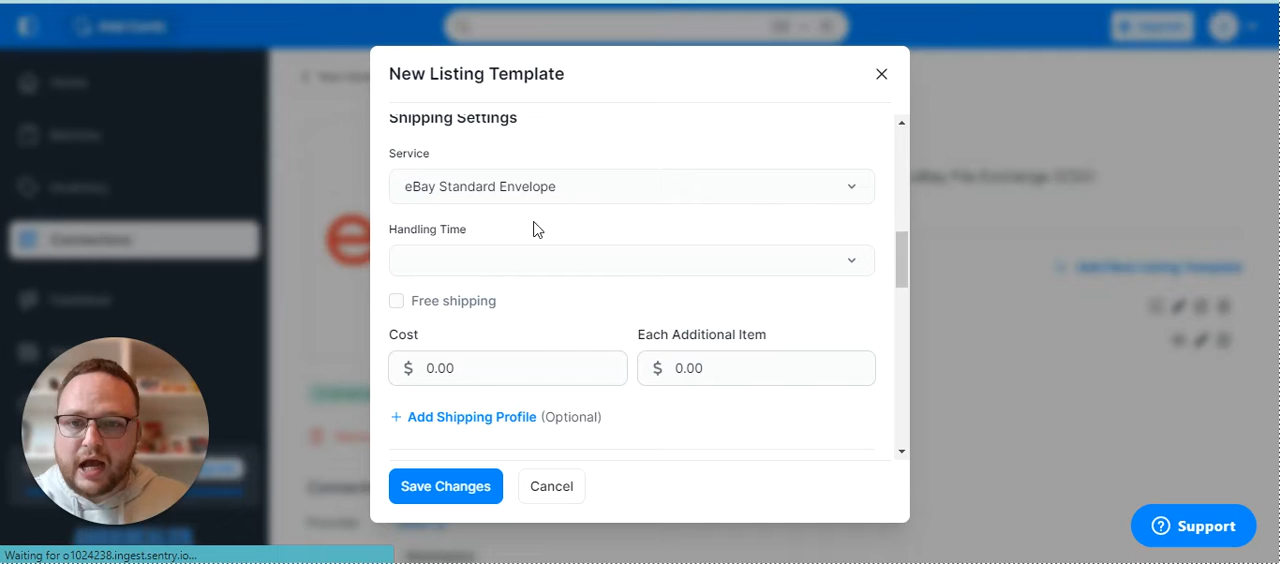 New Listing Template
Shipping Settings
Service
eBay Standard Envelope
Handling Time
Free shipping
Cost
Each Additional Item
$ 0.00
$ 0.00
+ Add Shipping Profile (Optional)
Save Changes
Cancel
Support
Waiting for o1024238.ingest.sentry.io...